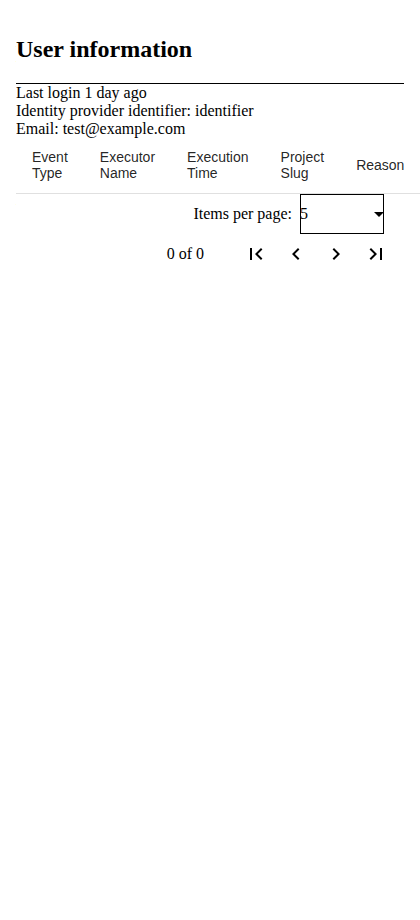 User information
Last login 1 day ago
Identity provider identifier: identifier
Email: test@example.com
Event Type
Executor Name
Execution Time
Project Slug
Reason
Items per page: 5
0 of 0